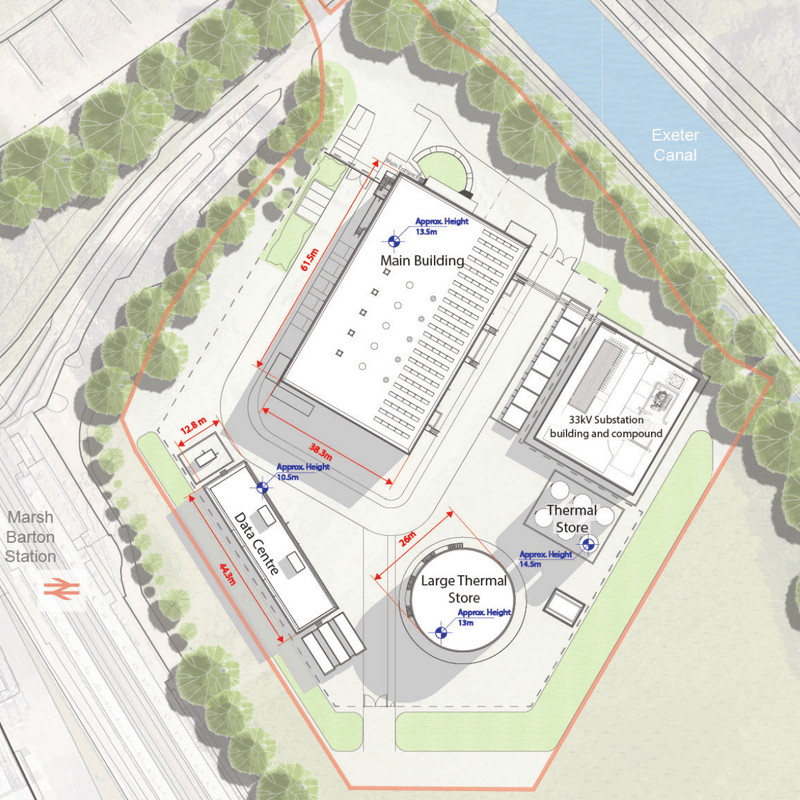 Exeter
Canal
Main Entrance
Approx. Height
13.5m
Main Building
61.5m
33kV Substation
building and compound
12.8 m
38.3m
Approx. Height
10.5m
Data Centre
44.3m
Marsh
Barton
Station
Thermal
Store
Approx. Height
14.5m
26m
Large Thermal
Store
Approx. Height
13m